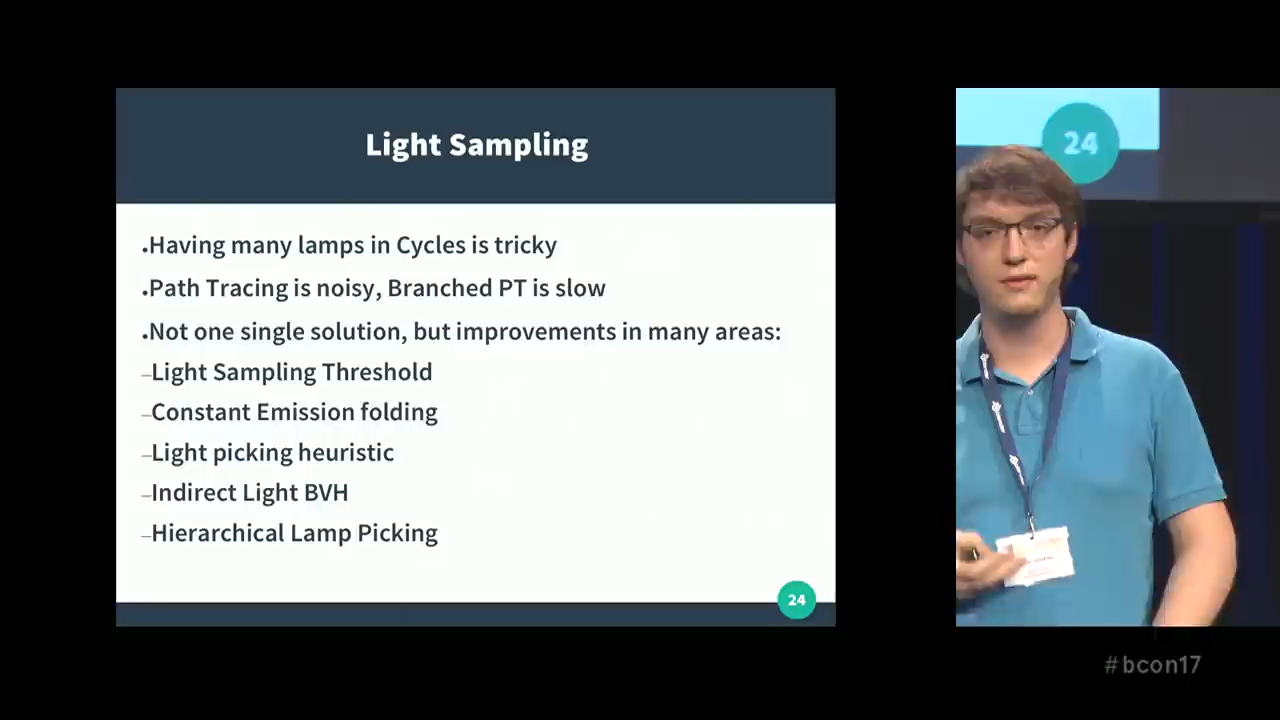 Light Sampling
.Having many lamps in Cycles is tricky
.Path Tracing is noisy, Branched PT is slow
.Not one single solution, but improvements in many areas:
–Light Sampling Threshold
–Constant Emission folding
–Light picking heuristic
–Indirect Light BVH
–Hierarchical Lamp Picking
24
24
#bcon17